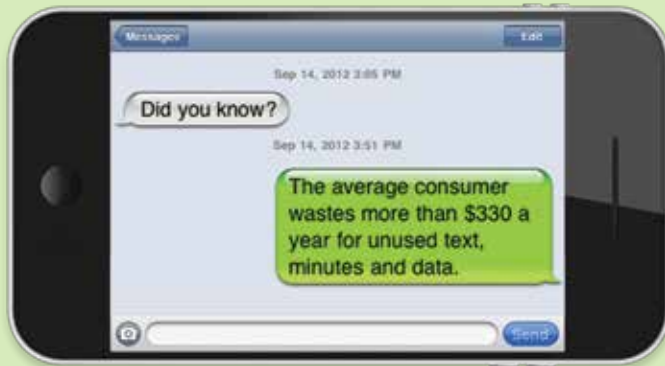 Messages
Edit
Sep 14, 2012 3:05 PM
Did you know?
Sep 14, 2012 3:51 PM
The average consumer
wastes more than $330 a
year for unused text,
minutes and data.
Send